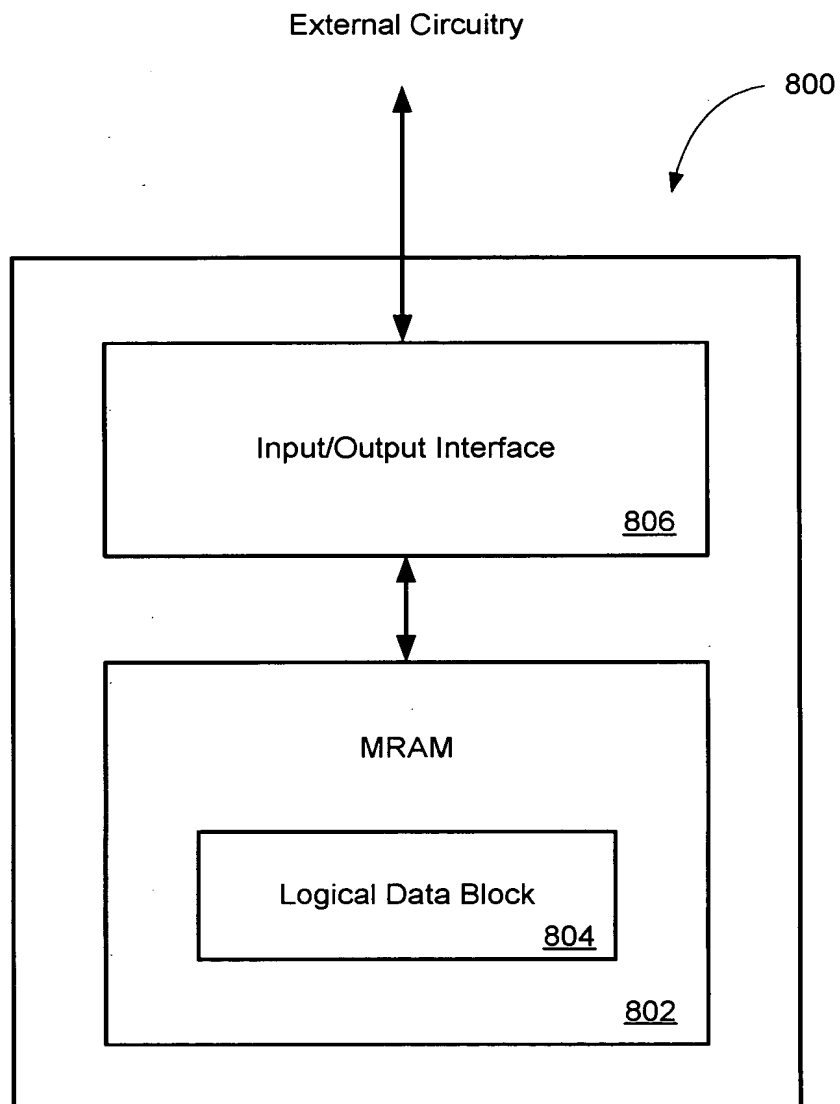 External Circuitry
800
Input/Output Interface
806
MRAM
Logical Data Block
804
802